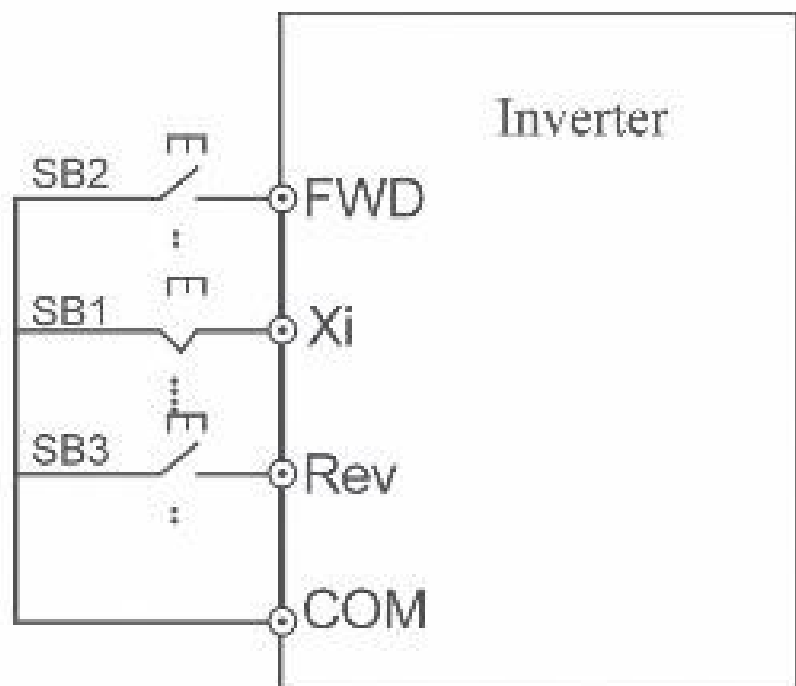 Inverter
SB2
FWD
SB1
Xi
SB3
Rev
COM